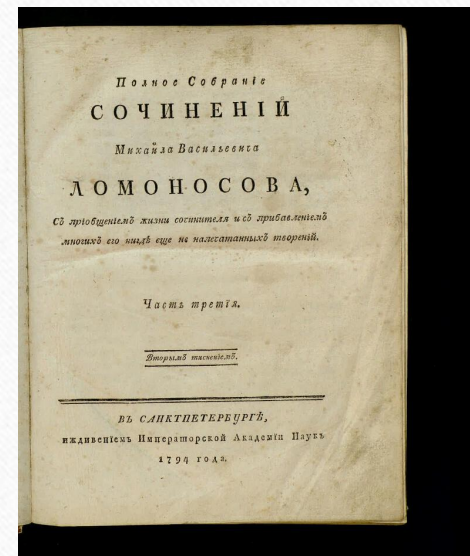 Полное Собраніе
СОЧИНЕНІЙ
Михайла Васильевича
ЛОМОНОСОВА,
Съ пріобщеніемъ жизни сочинителя и съ прибавленіемъ
многихъ его нигдѣ еще не напечатанныхъ твореній.
Часть третія.
Вторымъ тисненіемъ.
ВЪ САНКТПЕТЕРБУРГѢ,
иждивеніемъ Императорской Академіи Наукъ
1794 года.